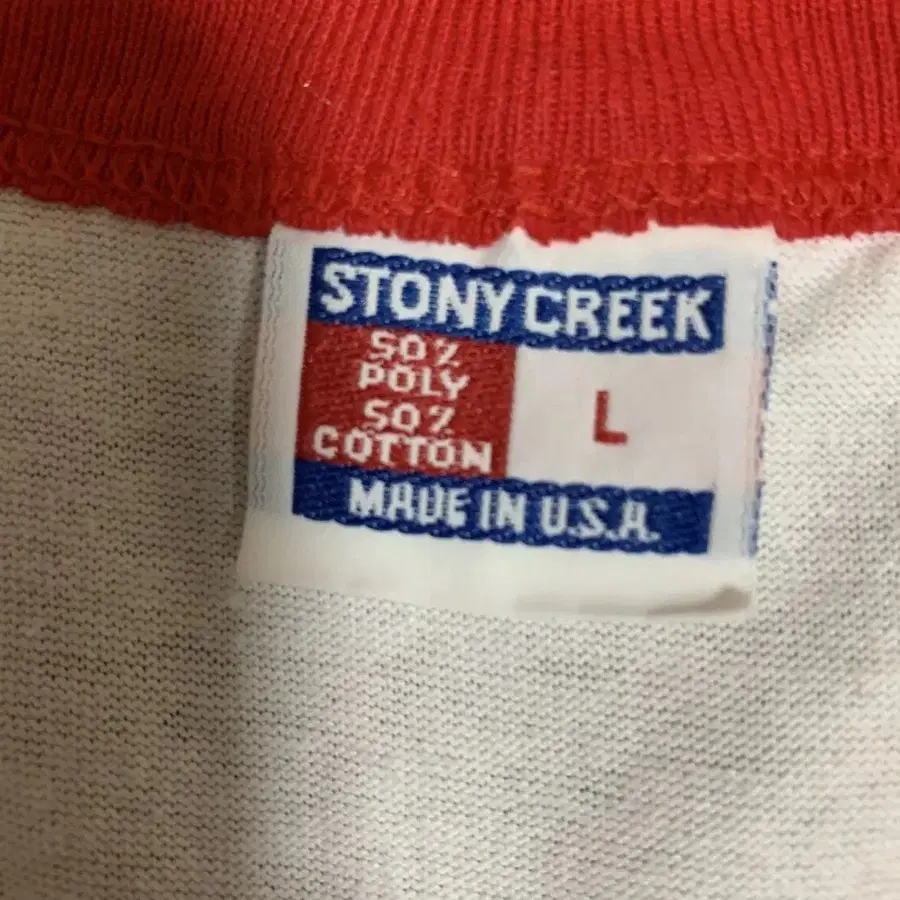 STONY CREEK
50%
POLY
50%
COTTON
L
MADE IN U.S.A.